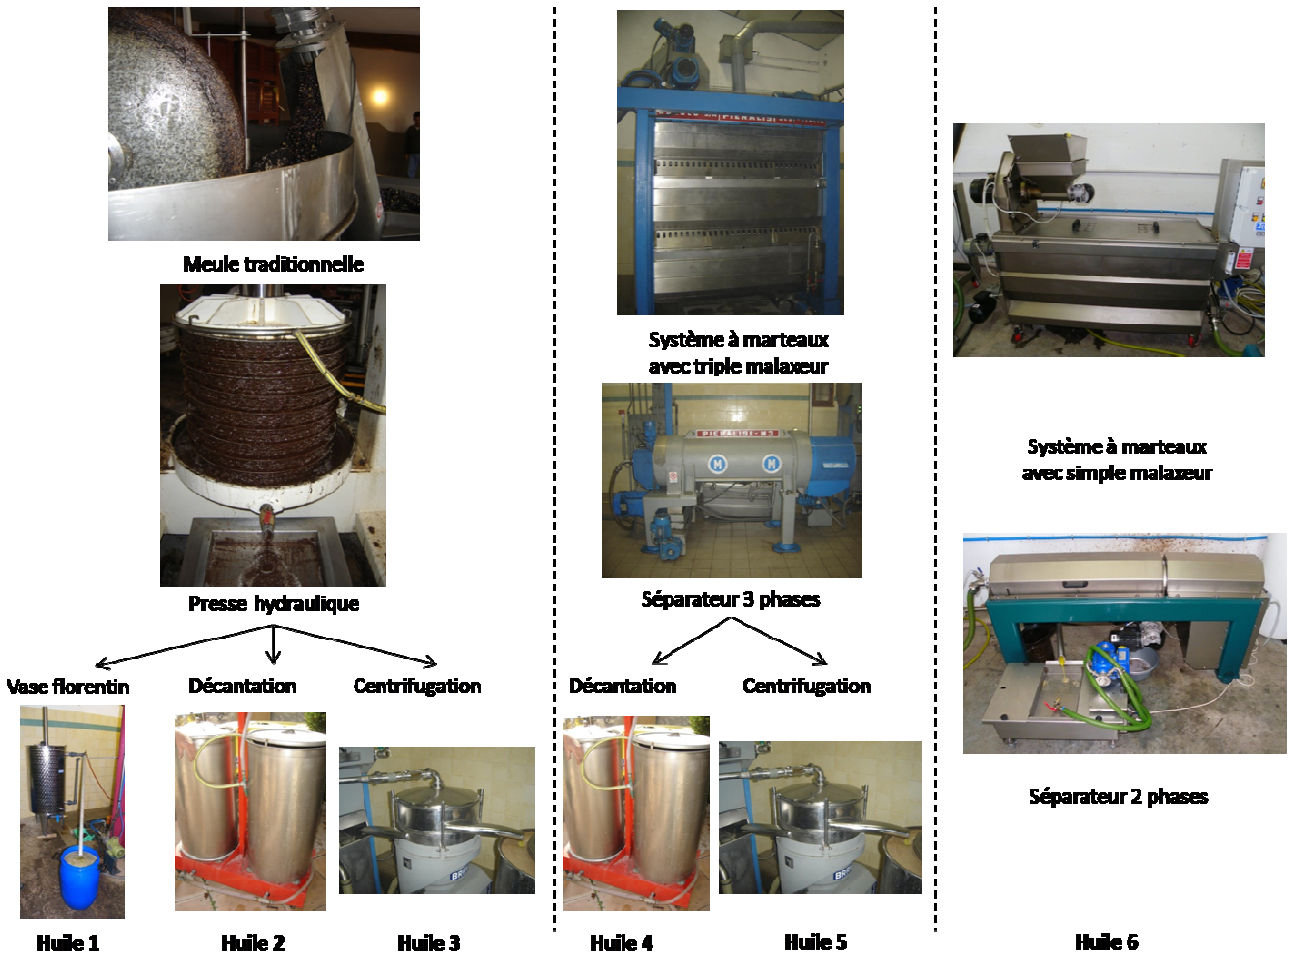 Meule traditionnelle
Presse hydraulique
Vase florentin
Décantation
Centrifugation
Huile 1
Huile 2
Huile 3
PIERALISI
Système à marteaux
avec triple malaxeur
PIERALISI
M
M
Séparateur 3 phases
Décantation
Centrifugation
Huile 4
Huile 5
Système à marteaux
avec simple malaxeur
Séparateur 2 phases
Huile 6